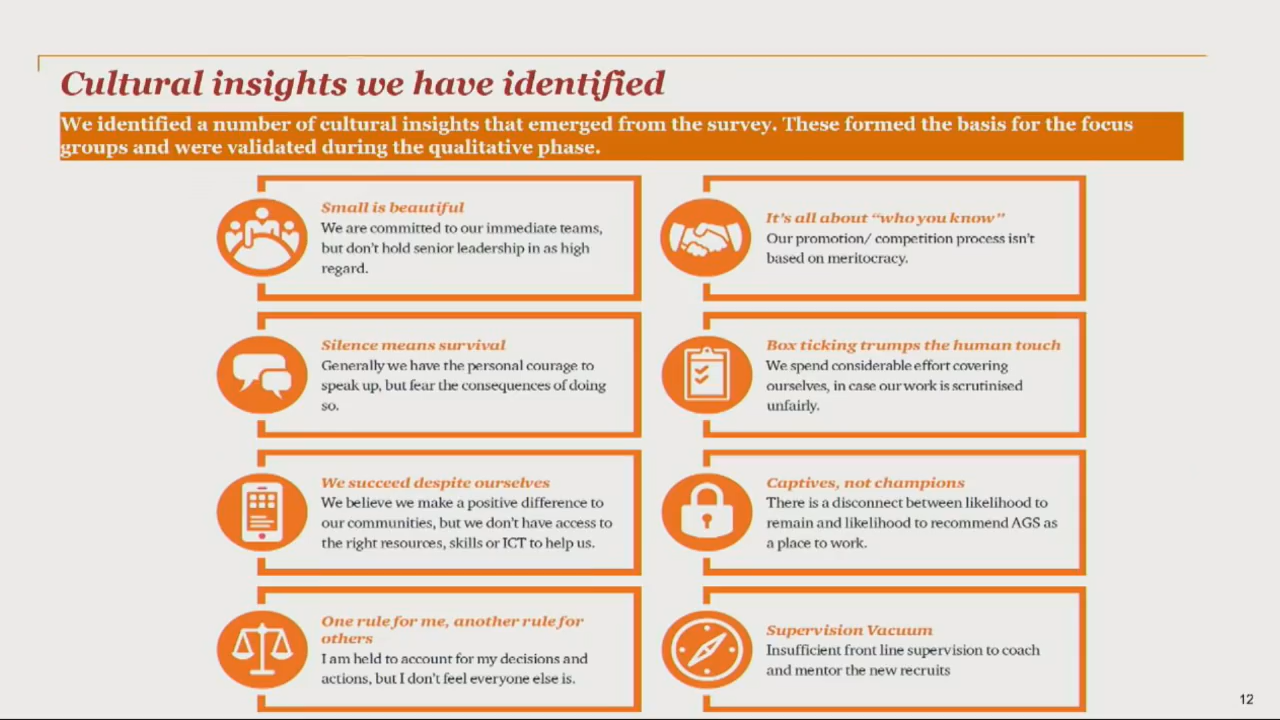 Cultural insights we have identified
We identified a number of cultural insights that emerged from the survey. These formed the basis for the focus
groups and were validated during the qualitative phase.
Small is beautiful
We are committed to our immediate teams,
but don't hold senior leadership in as high
regard.
It's all about “who you know”
Our promotion/ competition process isn't
based on meritocracy.
Silence means survival
Generally we have the personal courage to
speak up, but fear the consequences of doing
so.
Box ticking trumps the human touch
We spend considerable effort covering
ourselves, in case our work is scrutinised
unfairly.
We succeed despite ourselves
We believe we make a positive difference to
our communities, but we don't have access to
the right resources, skills or ICT to help us.
Captives, not champions
There is a disconnect between likelihood to
remain and likelihood to recommend AGS as
a place to work.
One rule for me, another rule for
others
I am held to account for my decisions and
actions, but I don't feel everyone else is.
Supervision Vacuum
Insufficient front line supervision to coach
and mentor the new recruits
12